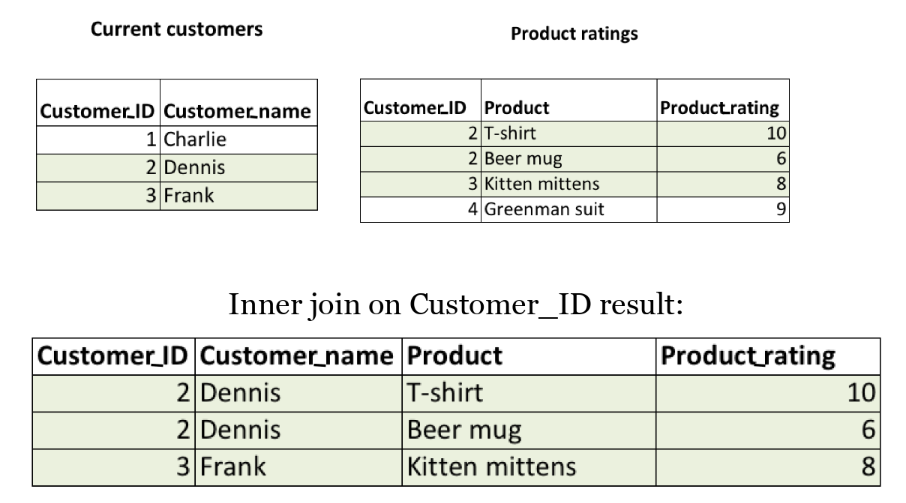 Current customers
Product ratings
Customer_ID Customer_name
1 Charlie
2 Dennis
3 Frank
Customer_ID Product Product_rating
2 T-shirt 10
2 Beer mug 6
3 Kitten mittens 8
4 Greenman suit 9
Inner join on Customer_ID result:
Customer_ID Customer_name Product Product_rating
2 Dennis T-shirt 10
2 Dennis Beer mug 6
3 Frank Kitten mittens 8